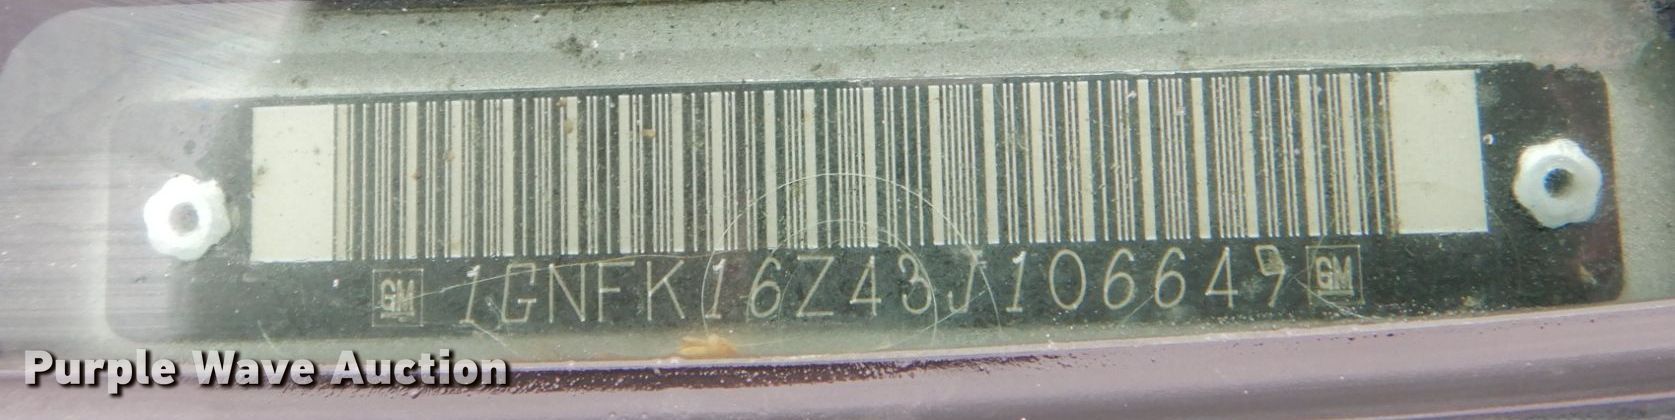 GM 1GNFK16Z43J106649 GM
Purple Wave Auction